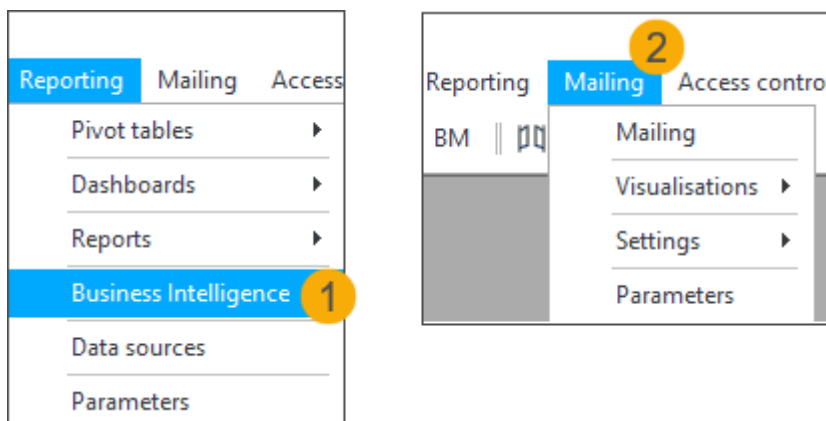 Reporting Mailing Access
Pivot tables
Dashboards
Reports
Business Intelligence 1
Data sources
Parameters
2
Reporting Mailing Access contro
BM
Mailing
Visualisations
Settings
Parameters